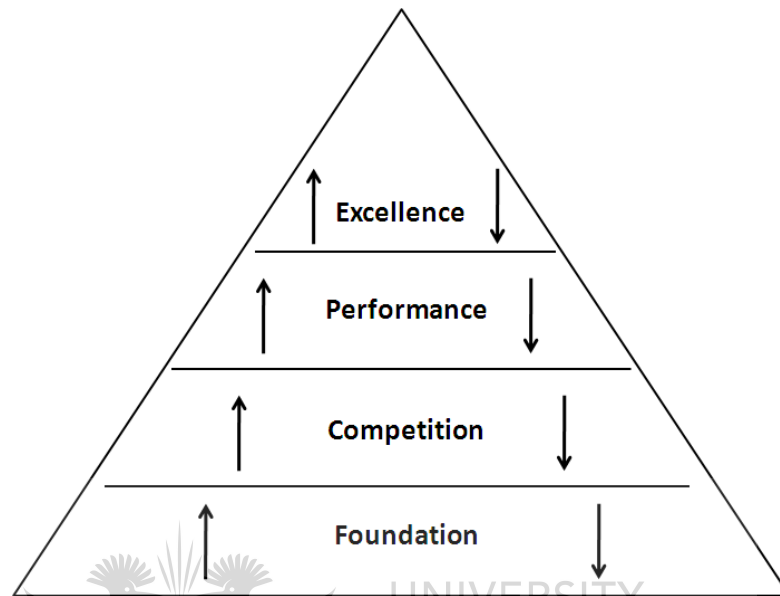 Excellence
Performance
Competition
Foundation
UNIVERSITY